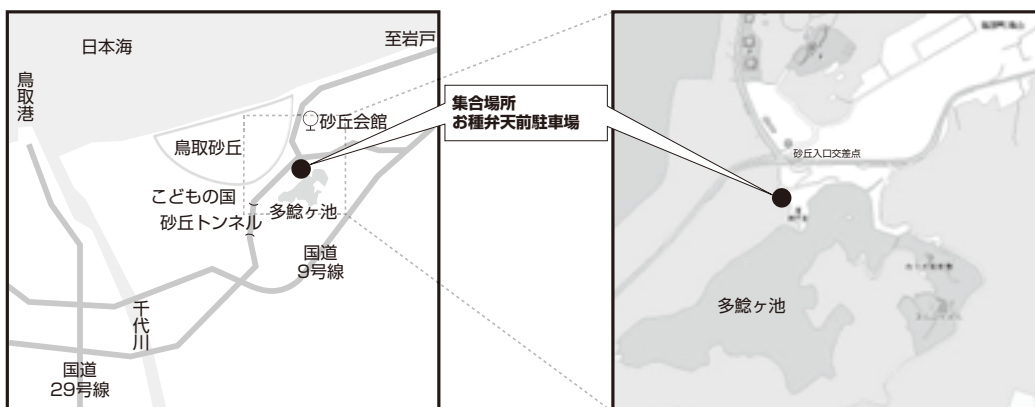 日本海
至岩戸
鳥取港
砂丘会館
鳥取砂丘
こどもの国
砂丘トンネル
多鯰ヶ池
国道
9号線
千代川
国道
29号線
集合場所
お種弁天前駐車場
砂丘入口交差点
多鯰ヶ池